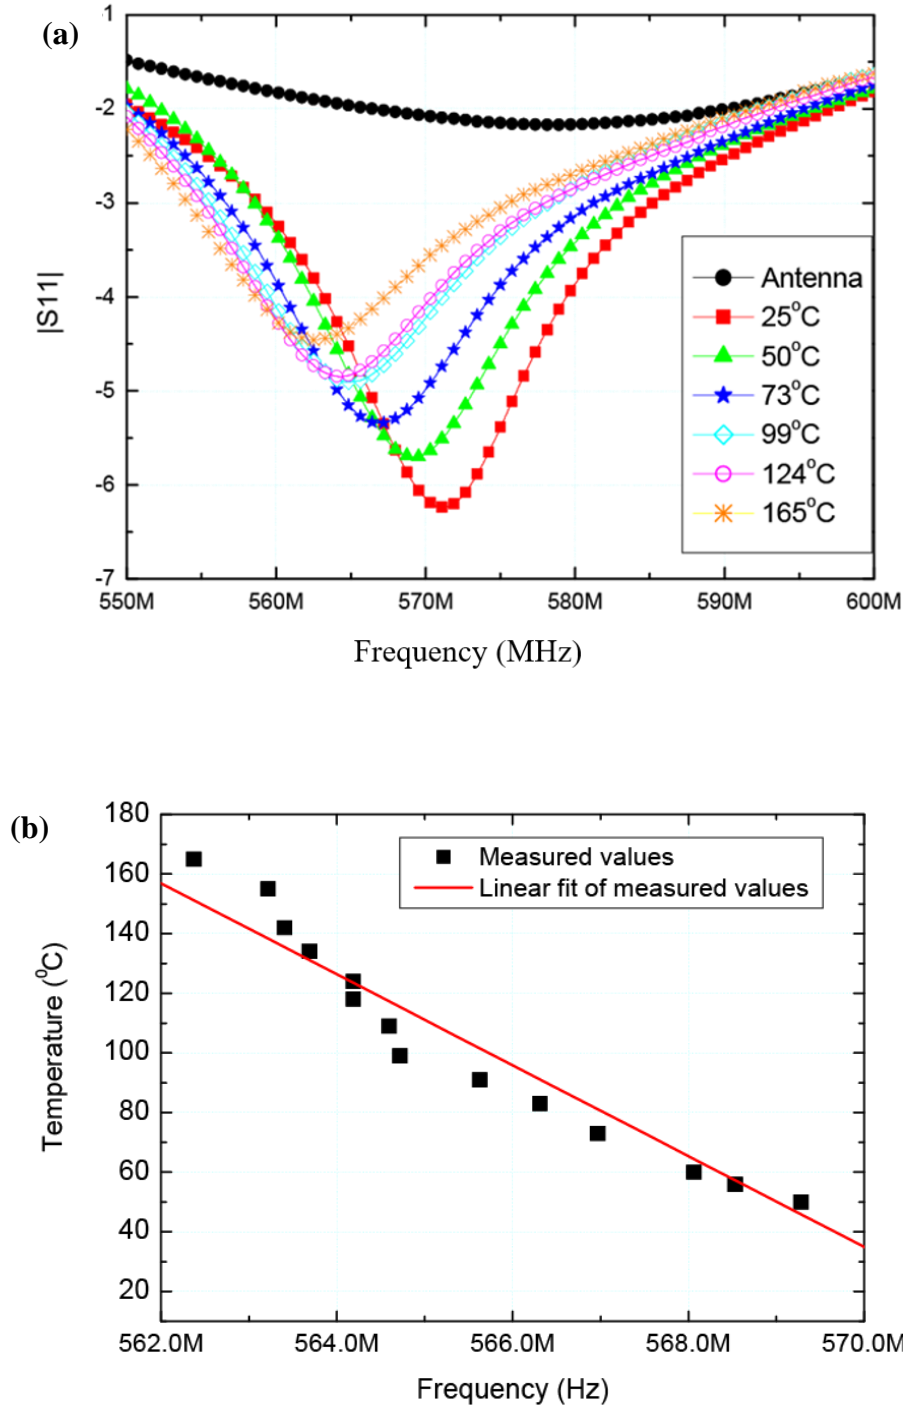 (a)
-1
-2
-3
-4
-5
-6
-7
|S11|
Antenna
25°C
50°C
73°C
99°C
124°C
165°C
550M 560M 570M 580M 590M 600M
Frequency (MHz)
(b)
180
160
140
120
100
80
60
40
20
Temperature (⁰C)
Measured values
Linear fit of measured values
562.0M 564.0M 566.0M 568.0M 570.0M
Frequency (Hz)